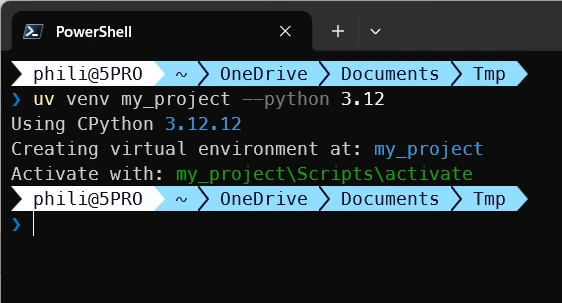 PowerShell
phili@5PRO ~ OneDrive Documents Tmp
❯ uv venv my_project --python 3.12
Using CPython 3.12.12
Creating virtual environment at: my_project
Activate with: my_project\Scripts\activate
phili@5PRO ~ OneDrive Documents Tmp
❯